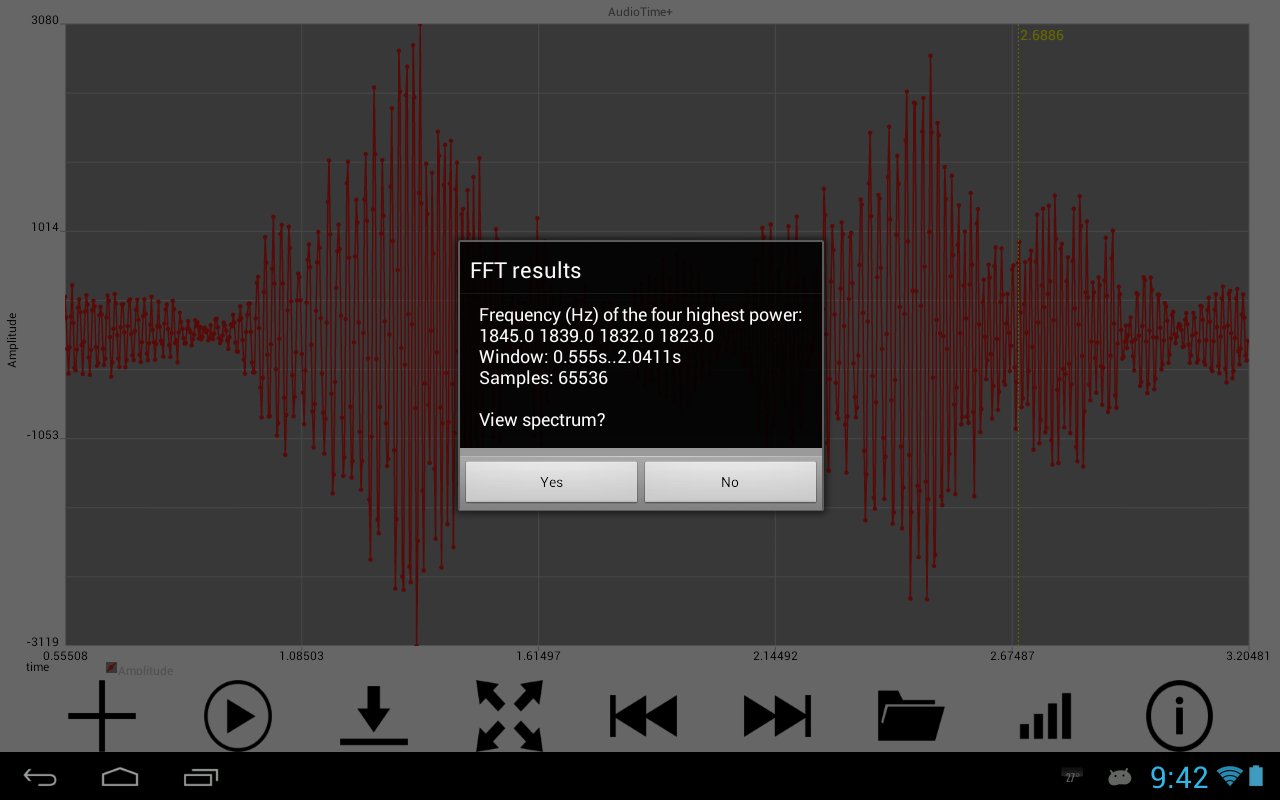 AudioTime+
3080
2.6886
1014
Amplitude
FFT results
Frequency (Hz) of the four highest power:
1845.0 1839.0 1832.0 1823.0
Window: 0.555s..2.0411s
Samples: 65536
View spectrum?
-1053
Yes No
-3119
0.55508 1.08503 1.61497 2.14492 2.67487 3.20481
time Amplitude
27°
9:42